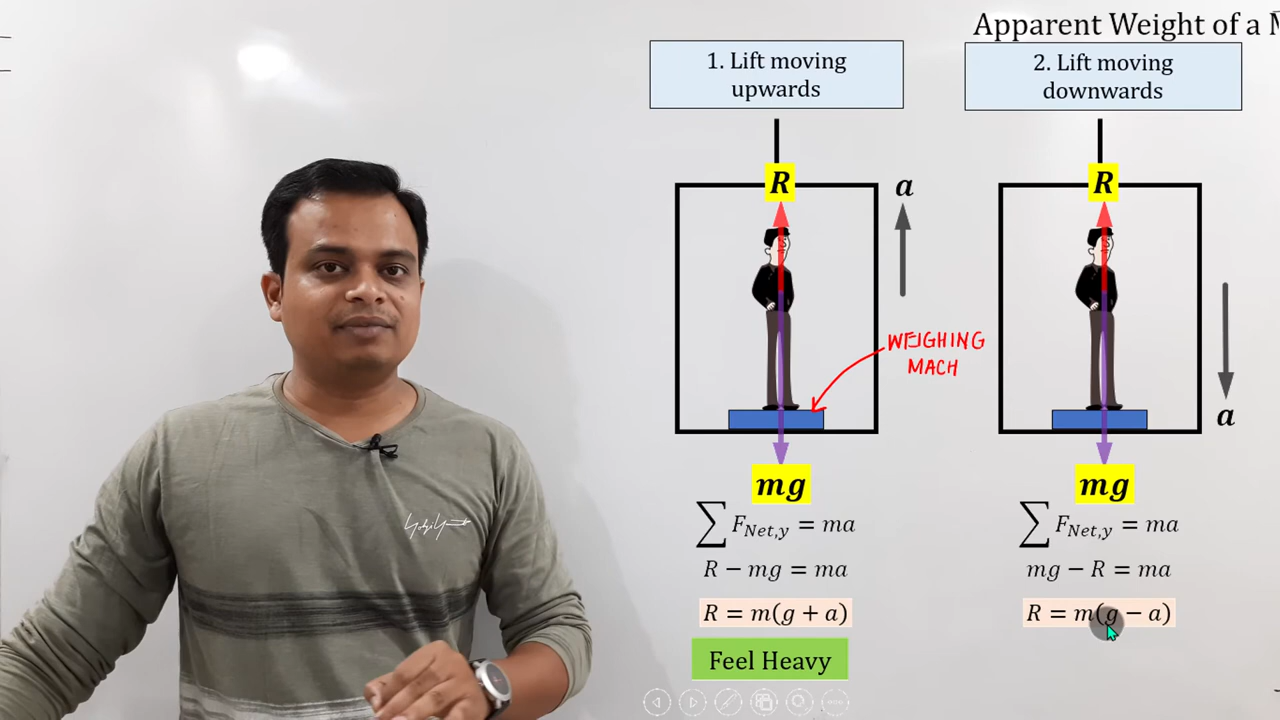 Apparent Weight of a
1. Lift moving
upwards
R
a
WEIGHING
MACH
mg
∑ F_Net,y = ma
R − mg = ma
R = m(g + a)
Feel Heavy
2. Lift moving
downwards
R
a
mg
∑ F_Net,y = ma
mg − R = ma
R = m(g − a)